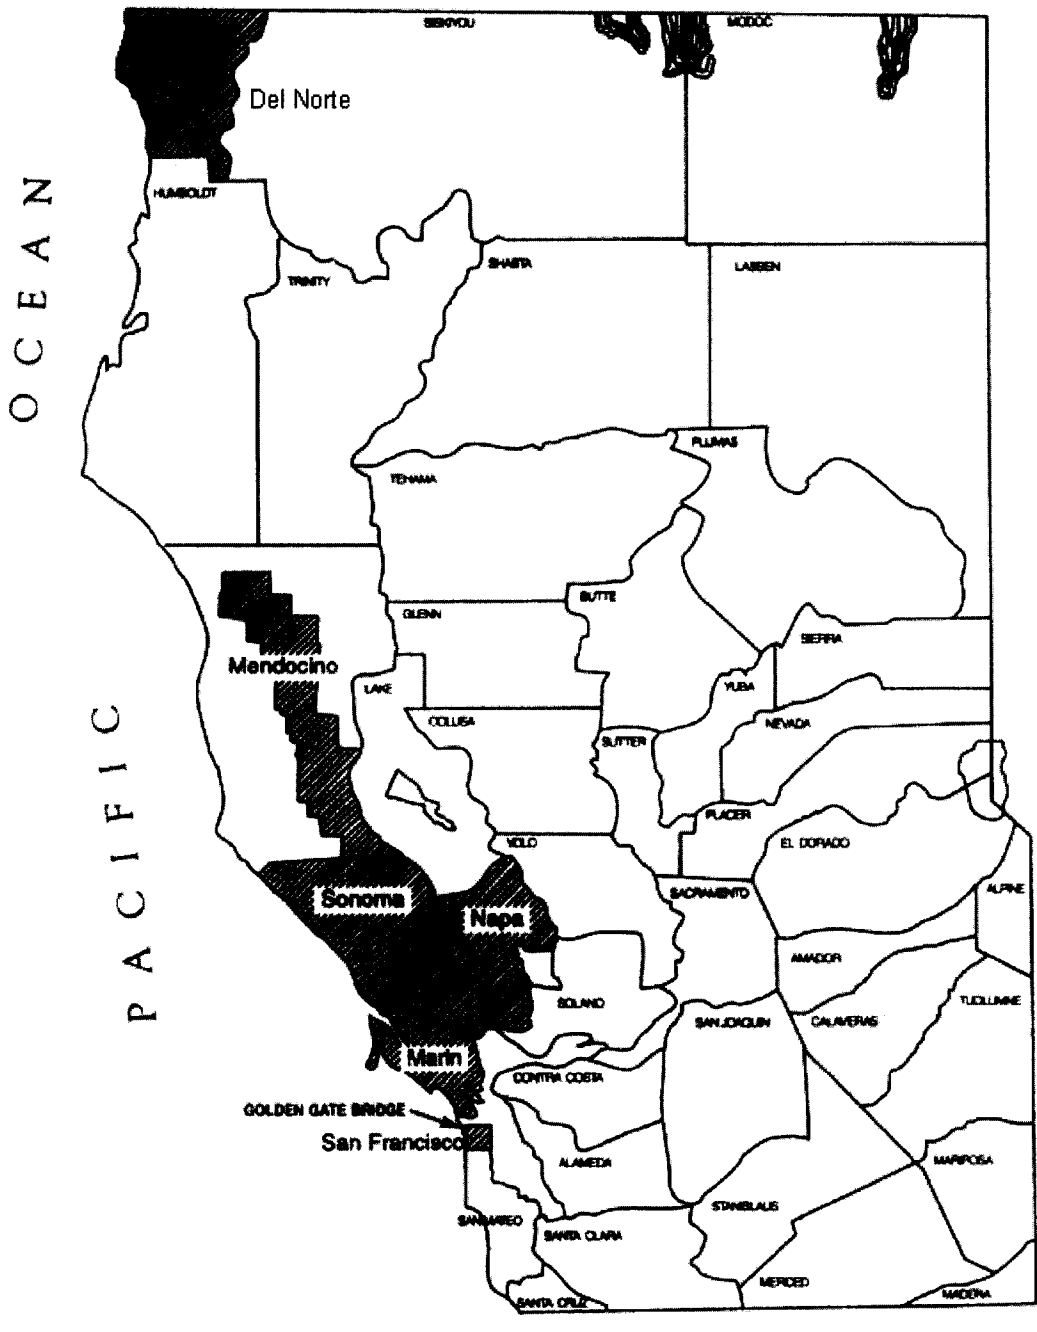 SISKIYOU
MODOC
Del Norte
HUMBOLDT
OCEAN
TRINITY
SHASTA
LASSEN
PLUMAS
TEHAMA
GLENN
BUTTE
SIERRA
Mendocino
LAKE
YUBA
COLUSA
NEVADA
SUTTER
PACIFIC
PLACER
YOLO
EL DORADO
Sonoma
SACRAMENTO
ALPINE
Napa
AMADOR
SOLANO
TUOLUMNE
SAN JOAQUIN
CALAVERAS
Marin
CONTRA COSTA
GOLDEN GATE BRIDGE
San Francisco
ALAMEDA
MARIPOSA
STANISLAUS
SAN MATEO
SANTA CLARA
MERCED
MADERA
SANTA CRUZ